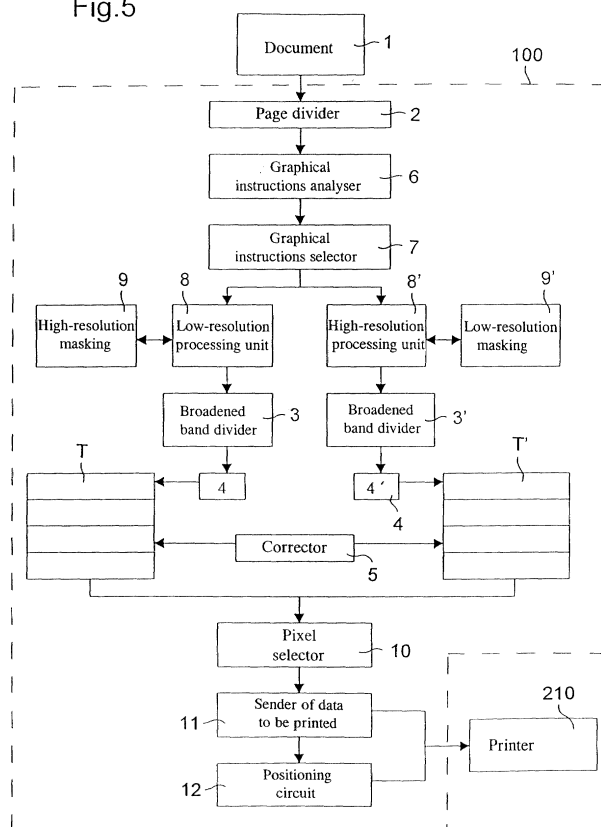 Fig.5
Document
1
100
Page divider
2
Graphical
instructions analyser
6
Graphical
instructions selector
7
9
8
8'
9'
High-resolution
masking
Low-resolution
processing unit
High-resolution
processing unit
Low-resolution
masking
Broadened
band divider
3
Broadened
band divider
3'
T
4
4'
4
T'
Corrector
5
Pixel
selector
10
Sender of data
to be printed
11
Positioning
circuit
12
210
Printer